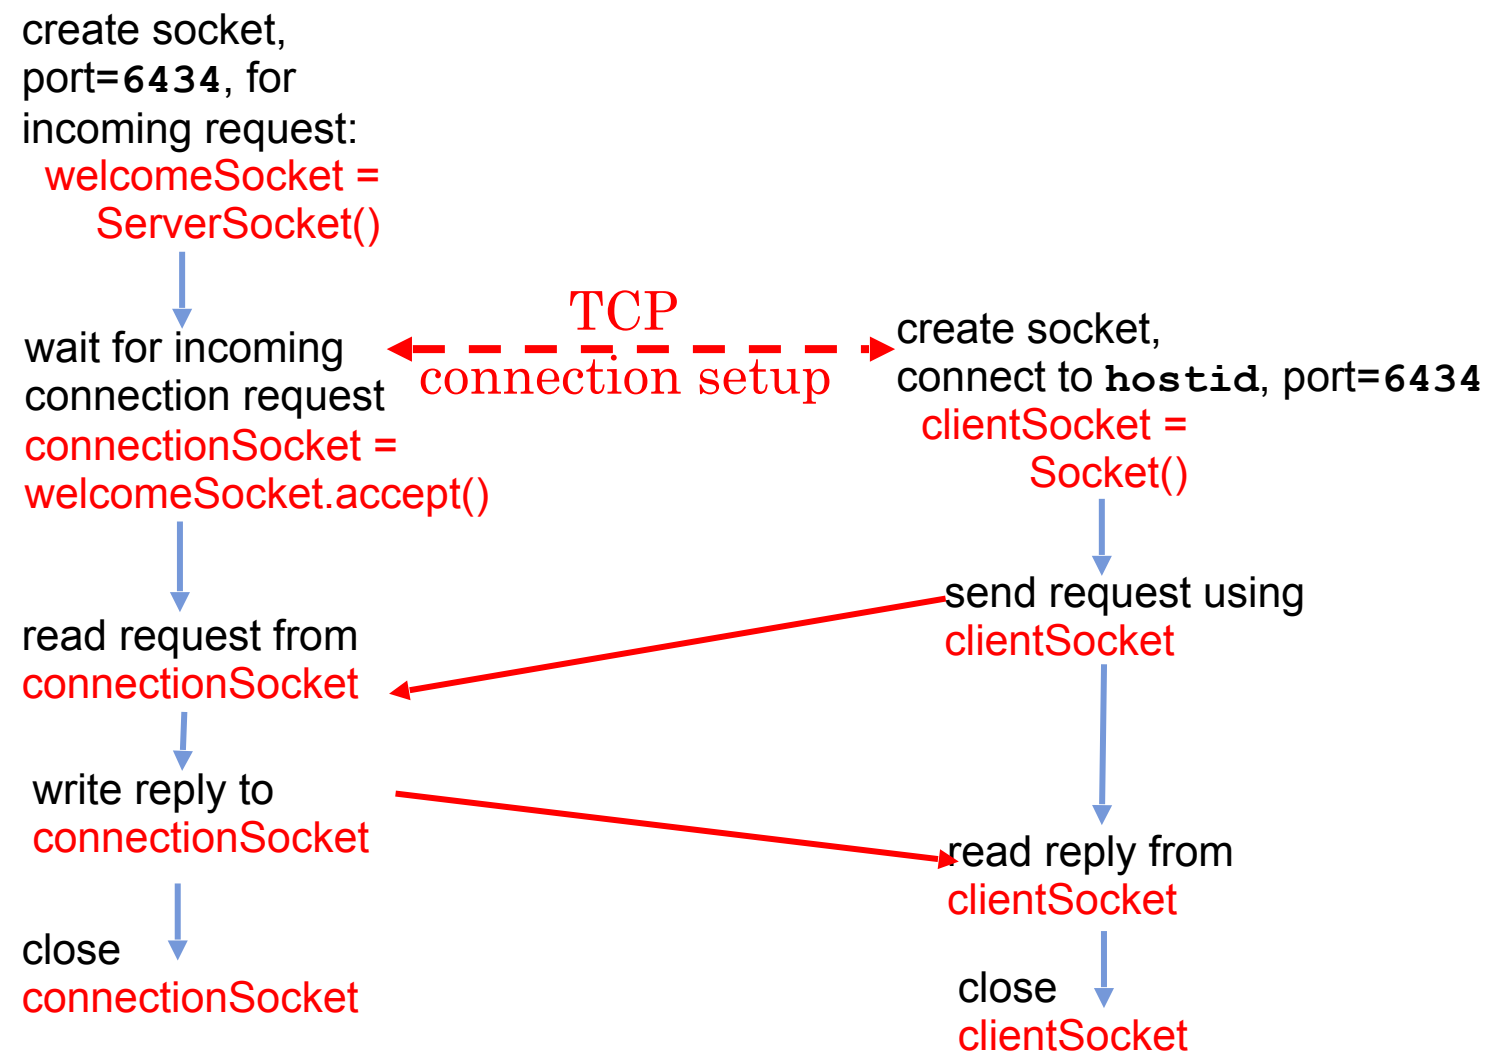 create socket,
port=6434, for
incoming request:
welcomeSocket =
ServerSocket()
wait for incoming
connection request
connectionSocket =
welcomeSocket.accept()
TCP
connection setup
create socket,
connect to hostid, port=6434
clientSocket =
Socket()
send request using
clientSocket
read request from
connectionSocket
write reply to
connectionSocket
read reply from
clientSocket
close
connectionSocket
close
clientSocket